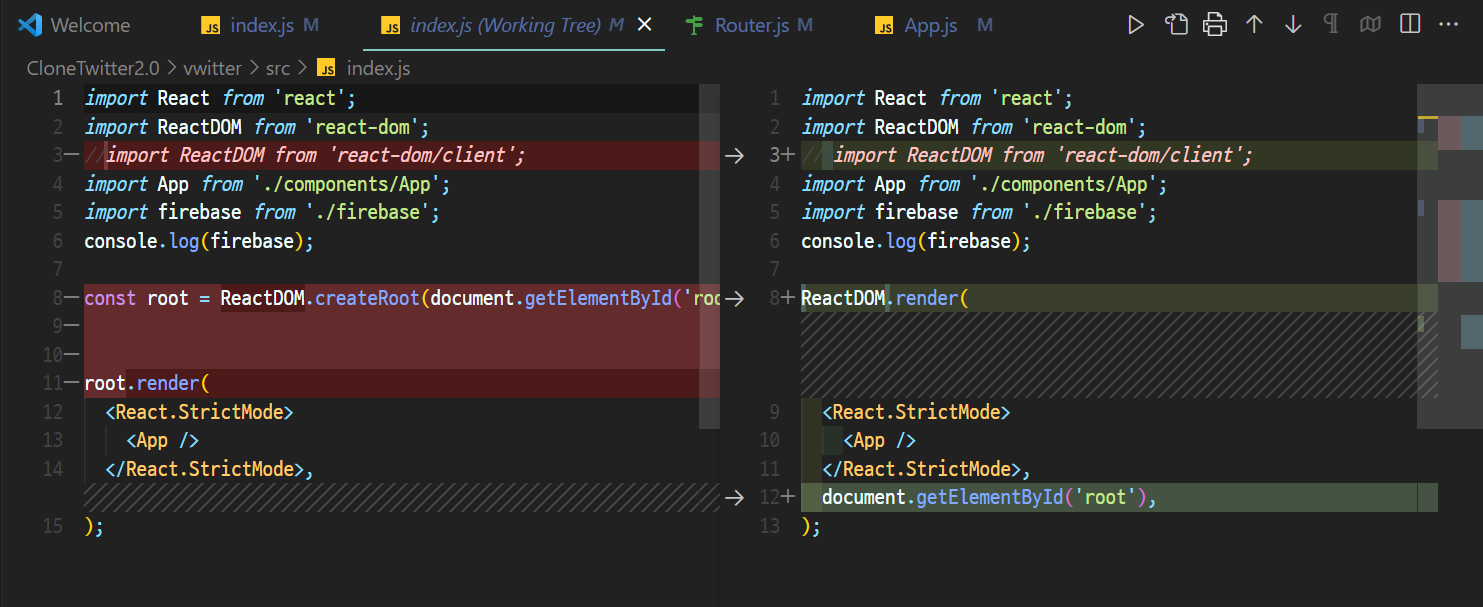 Welcome
index.js M
index.js (Working Tree) M
Router.js M
App.js M
CloneTwitter2.0 > vwitter > src > JS index.js
1 import React from 'react';
2 import ReactDOM from 'react-dom';
3— //import ReactDOM from 'react-dom/client';
4 import App from './components/App';
5 import firebase from './firebase';
6 console.log(firebase);
7
8— const root = ReactDOM.createRoot(document.getElementById('roo
9—
10—
11— root.render(
12 <React.StrictMode>
13 <App />
14 </React.StrictMode>,
15 );
1 import React from 'react';
2 import ReactDOM from 'react-dom';
3+ // import ReactDOM from 'react-dom/client';
4 import App from './components/App';
5 import firebase from './firebase';
6 console.log(firebase);
7
8+ ReactDOM.render(
9 <React.StrictMode>
10 <App />
11 </React.StrictMode>,
12+ document.getElementById('root'),
13 );